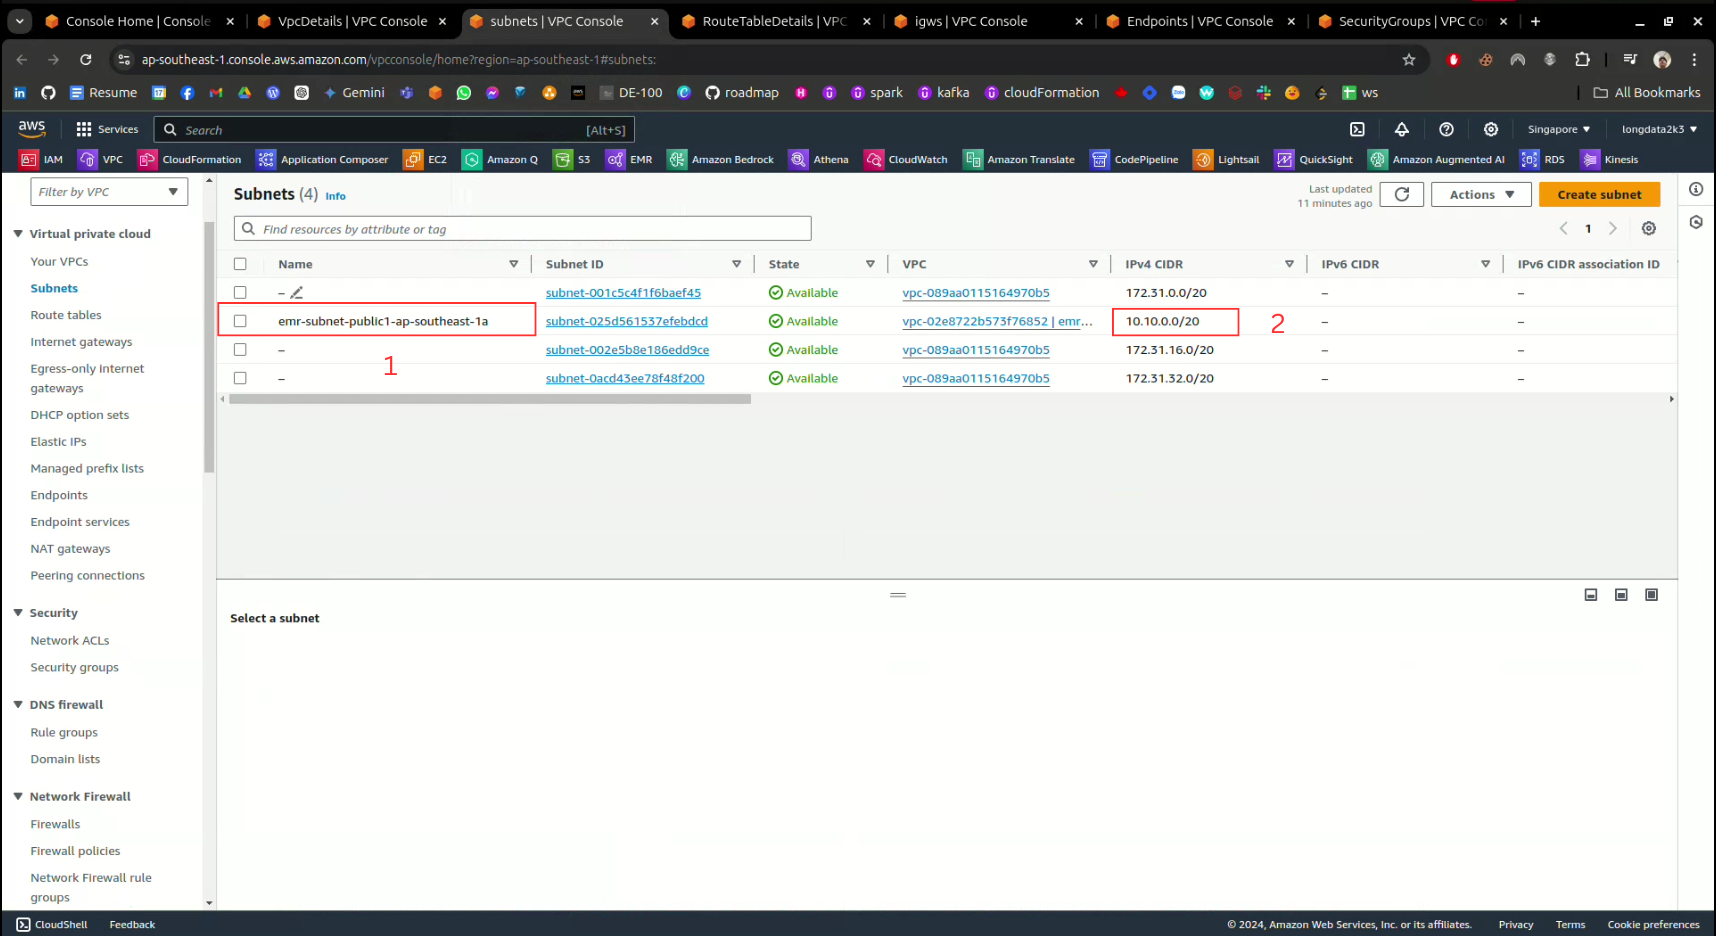 Console Home | Console
VpcDetails | VPC Console
subnets | VPC Console
RouteTableDetails | VPC
igws | VPC Console
Endpoints | VPC Console
SecurityGroups | VPC Co
ap-southeast-1.console.aws.amazon.com/vpcconsole/home?region=ap-southeast-1#subnets:
Resume
Gemini
DE-100
roadmap
spark
kafka
cloudFormation
ws
All Bookmarks
aws
Services
Search
[Alt+S]
Singapore
longdata2k3
IAM
VPC
CloudFormation
Application Composer
EC2
Amazon Q
S3
EMR
Amazon Bedrock
Athena
CloudWatch
Amazon Translate
CodePipeline
Lightsail
QuickSight
Amazon Augmented AI
RDS
Kinesis
Filter by VPC
Virtual private cloud
Your VPCs
Subnets
Route tables
Internet gateways
Egress-only Internet
gateways
DHCP option sets
Elastic IPs
Managed prefix lists
Endpoints
Endpoint services
NAT gateways
Peering connections
Security
Network ACLs
Security groups
DNS firewall
Rule groups
Domain lists
Network Firewall
Firewalls
Firewall policies
Network Firewall rule
groups
Subnets (4) Info
Last updated
11 minutes ago
Actions
Create subnet
Find resources by attribute or tag
1
Name Subnet ID State VPC IPv4 CIDR IPv6 CIDR IPv6 CIDR association ID
– subnet-001c5c4f1f6baef45 Available vpc-089aa0115164970b5 172.31.0.0/20 – –
emr-subnet-public1-ap-southeast-1a subnet-025d561537efebdcd Available vpc-02e8722b573f76852 | emr... 10.10.0.0/20 2 – –
– subnet-002e5b8e186edd9ce Available vpc-089aa0115164970b5 172.31.16.0/20 – –
1
– subnet-0acd43ee78f48f200 Available vpc-089aa0115164970b5 172.31.32.0/20 – –
Select a subnet
CloudShell
Feedback
© 2024, Amazon Web Services, Inc. or its affiliates.
Privacy
Terms
Cookie preferences